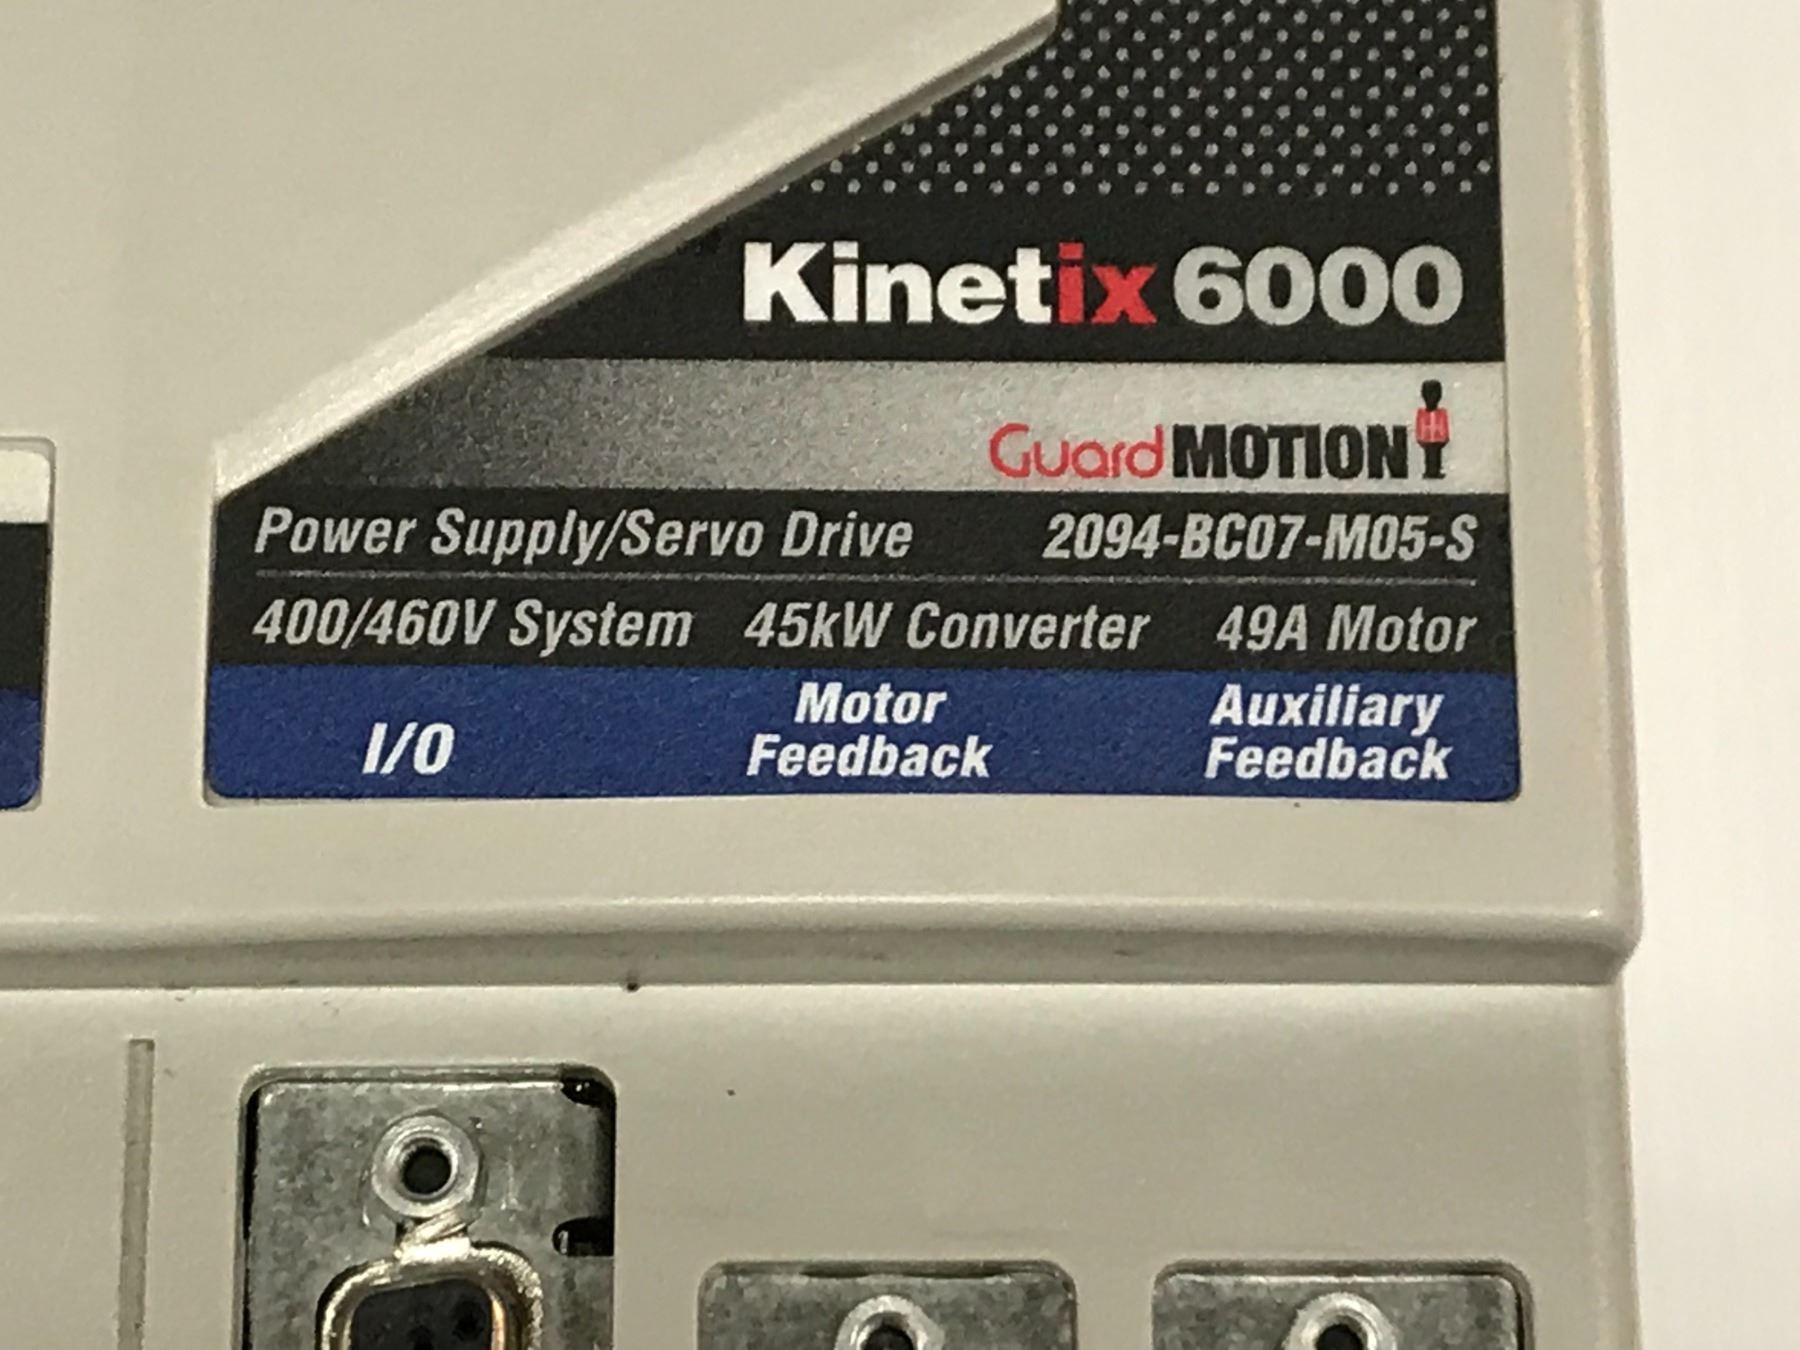 Kinetix 6000
GuardMOTION
Power Supply/Servo Drive 2094-BC07-M05-S
400/460V System 45kW Converter 49A Motor
I/O
Motor
Feedback
Auxiliary
Feedback